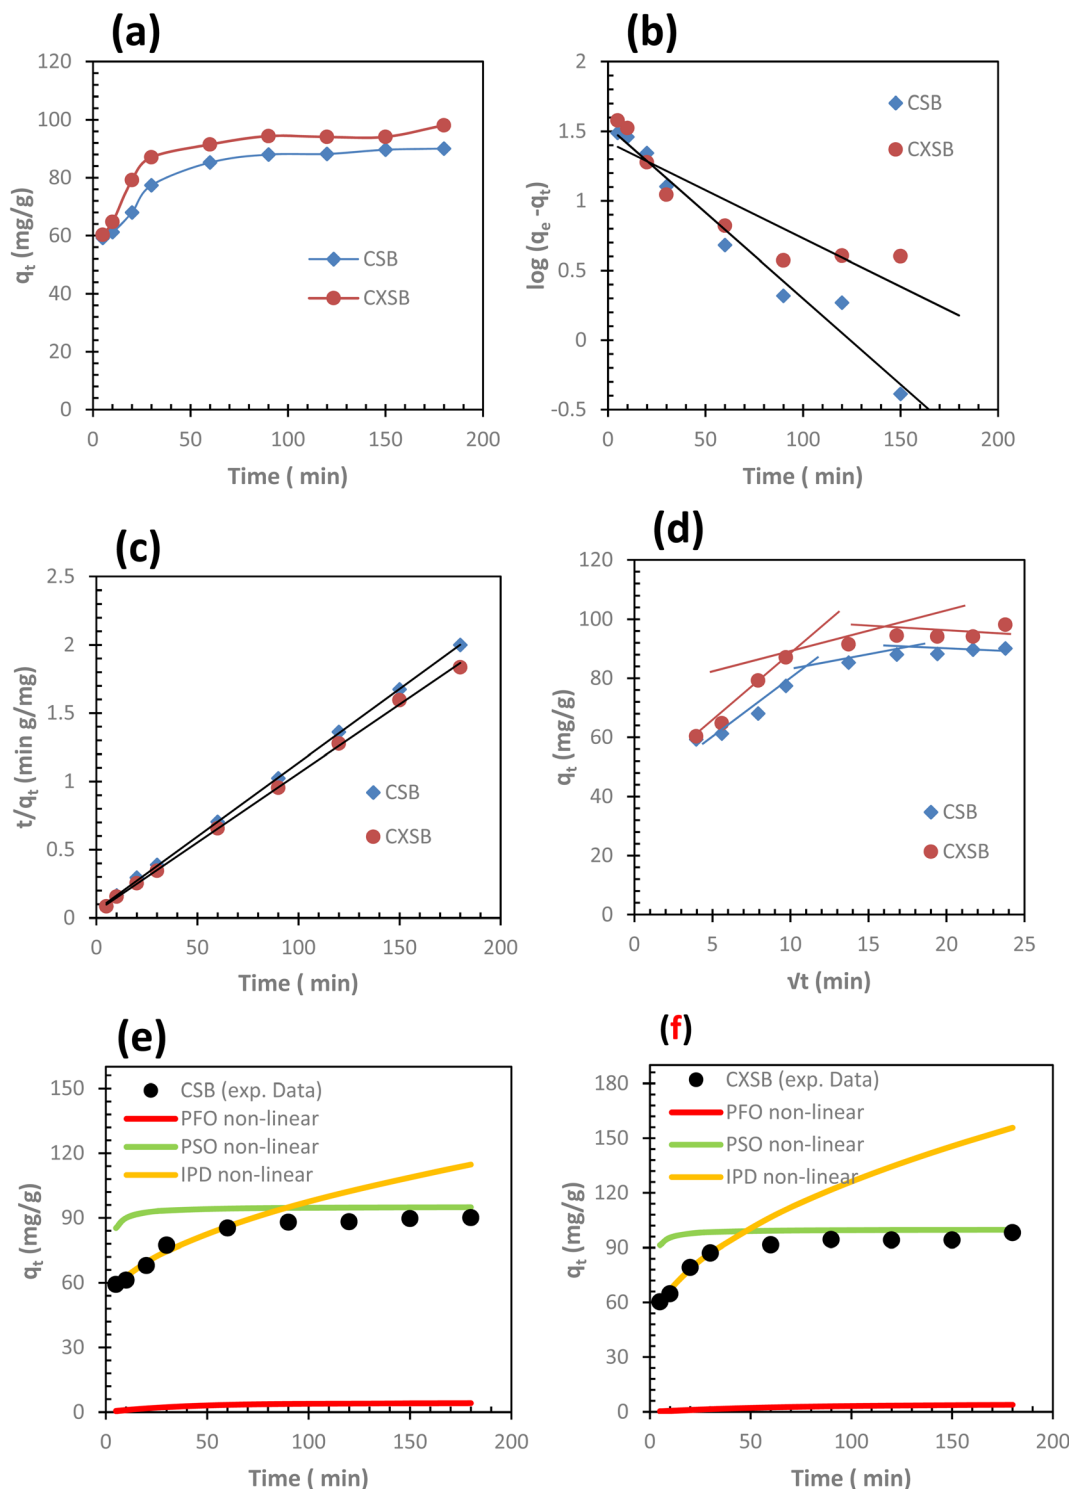 (a)
120
100
80
60
40
20
0
qt (mg/g)
CSB
CXSB
0 50 100 150 200
Time ( min)
(b)
2
1.5
1
0.5
0
-0.5
log (qe -qt)
CSB
CXSB
0 50 100 150 200
Time ( min)
(c)
2.5
2
1.5
1
0.5
0
t/qt (min g/mg)
CSB
CXSB
0 50 100 150 200
Time ( min)
(d)
120
100
80
60
40
20
0
qt (mg/g)
CSB
CXSB
0 5 10 15 20 25
√t (min)
(e)
150
120
90
60
30
0
qt (mg/g)
CSB (exp. Data)
PFO non-linear
PSO non-linear
IPD non-linear
0 50 100 150 200
Time ( min)
(f)
180
150
120
90
60
30
0
qt (mg/g)
CXSB (exp. Data)
PFO non-linear
PSO non-linear
IPD non-linear
0 50 100 150 200
Time ( min)